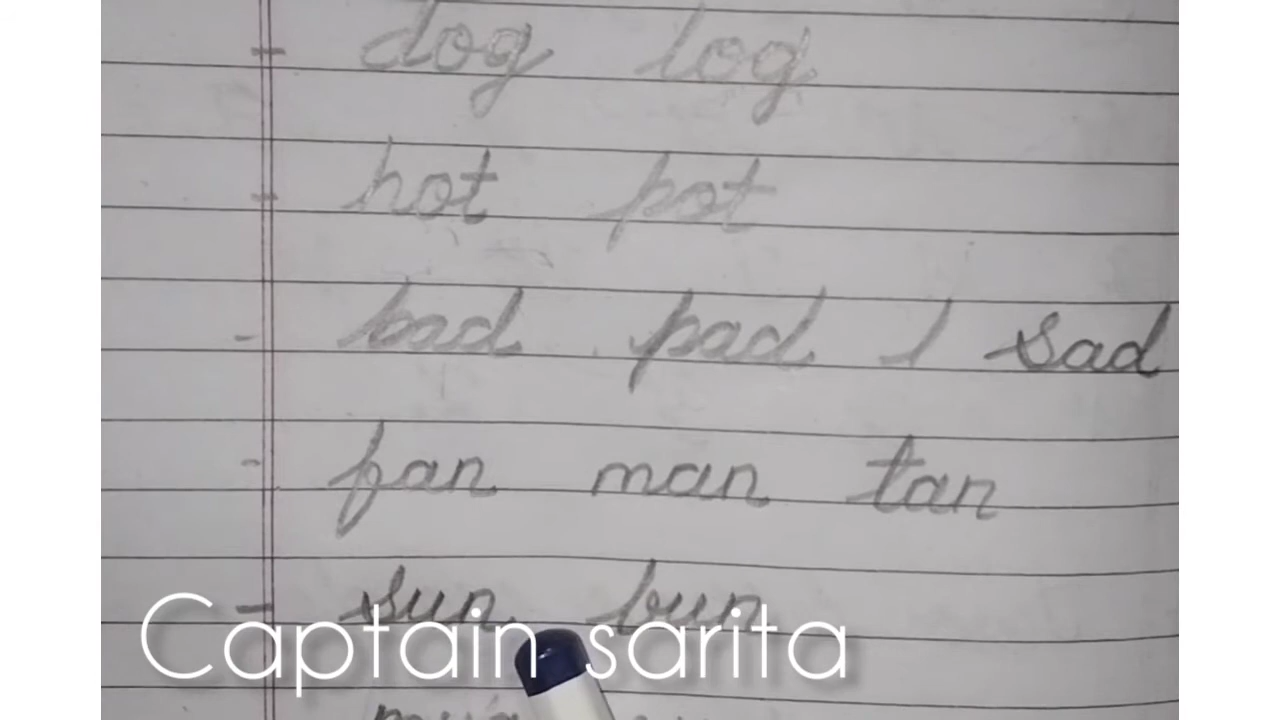 - dog log
- hot pot
- bad pad / sad
- fan man tan
- sun bun
Captain sarita